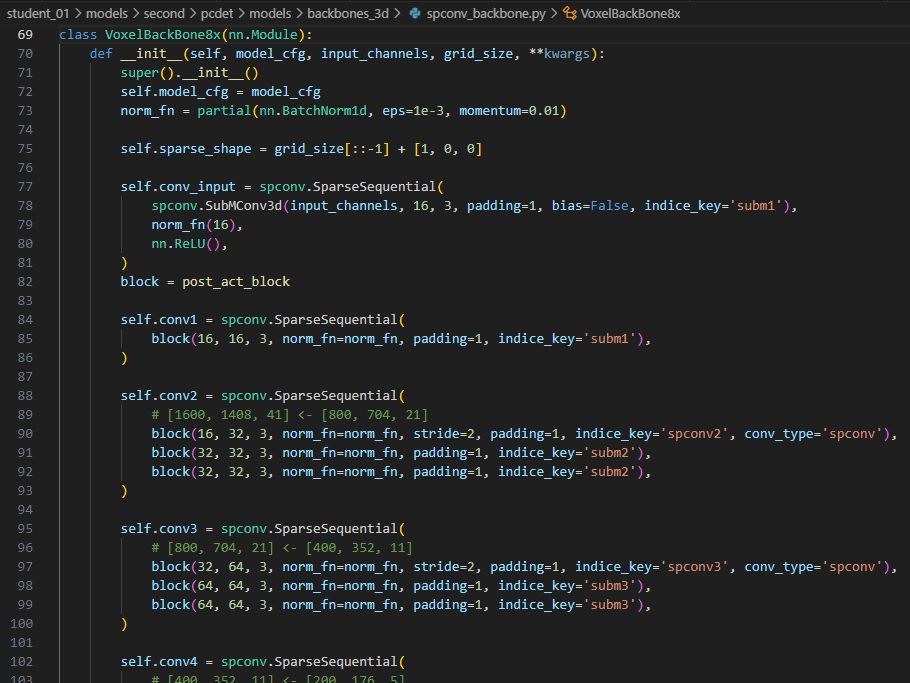 student_01 > models > second > pcdet > models > backbones_3d > spconv_backbone.py > VoxelBackBone8x
69 class VoxelBackBone8x(nn.Module):
70     def __init__(self, model_cfg, input_channels, grid_size, **kwargs):
71         super().__init__()
72         self.model_cfg = model_cfg
73         norm_fn = partial(nn.BatchNorm1d, eps=1e-3, momentum=0.01)
74
75         self.sparse_shape = grid_size[::-1] + [1, 0, 0]
76
77         self.conv_input = spconv.SparseSequential(
78             spconv.SubMConv3d(input_channels, 16, 3, padding=1, bias=False, indice_key='subm1'),
79             norm_fn(16),
80             nn.ReLU(),
81         )
82         block = post_act_block
83
84         self.conv1 = spconv.SparseSequential(
85             block(16, 16, 3, norm_fn=norm_fn, padding=1, indice_key='subm1'),
86         )
87
88         self.conv2 = spconv.SparseSequential(
89             # [1600, 1408, 41] <- [800, 704, 21]
90             block(16, 32, 3, norm_fn=norm_fn, stride=2, padding=1, indice_key='spconv2', conv_type='spconv'),
91             block(32, 32, 3, norm_fn=norm_fn, padding=1, indice_key='subm2'),
92             block(32, 32, 3, norm_fn=norm_fn, padding=1, indice_key='subm2'),
93         )
94
95         self.conv3 = spconv.SparseSequential(
96             # [800, 704, 21] <- [400, 352, 11]
97             block(32, 64, 3, norm_fn=norm_fn, stride=2, padding=1, indice_key='spconv3', conv_type='spconv'),
98             block(64, 64, 3, norm_fn=norm_fn, padding=1, indice_key='subm3'),
99             block(64, 64, 3, norm_fn=norm_fn, padding=1, indice_key='subm3'),
100         )
101
102         self.conv4 = spconv.SparseSequential(
103             # [400, 352, 11] <- [200, 176, 5]